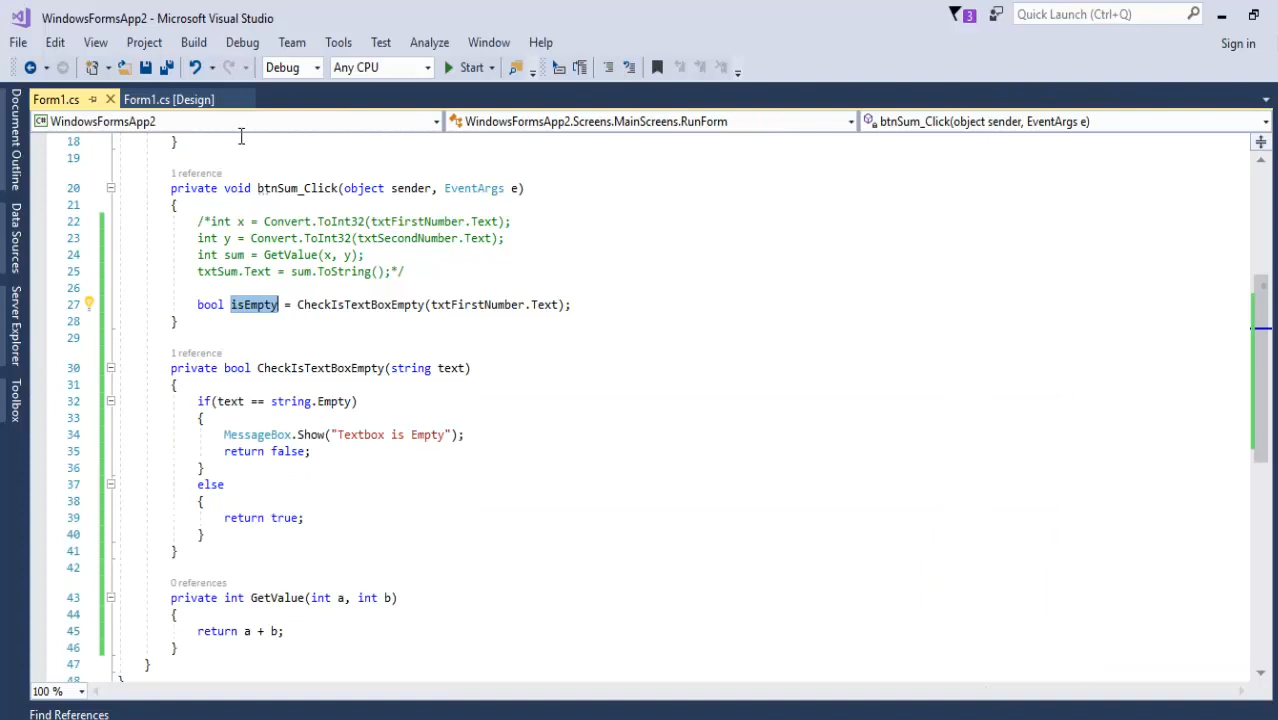 WindowsFormsApp2 - Microsoft Visual Studio
3
Quick Launch (Ctrl+Q)
File Edit View Project Build Debug Team Tools Test Analyze Window Help
Sign in
Debug Any CPU Start
Form1.cs Form1.cs [Design]
C# WindowsFormsApp2 WindowsFormsApp2.Screens.MainScreens.RunForm btnSum_Click(object sender, EventArgs e)
Document Outline
Data Sources
Server Explorer
Toolbox
18 }
19
1 reference
20 private void btnSum_Click(object sender, EventArgs e)
21 {
22 /*int x = Convert.ToInt32(txtFirstNumber.Text);
23 int y = Convert.ToInt32(txtSecondNumber.Text);
24 int sum = GetValue(x, y);
25 txtSum.Text = sum.ToString();*/
26
27 bool isEmpty = CheckIsTextBoxEmpty(txtFirstNumber.Text);
28 }
29
1 reference
30 private bool CheckIsTextBoxEmpty(string text)
31 {
32 if(text == string.Empty)
33 {
34 MessageBox.Show("Textbox is Empty");
35 return false;
36 }
37 else
38 {
39 return true;
40 }
41 }
42
0 references
43 private int GetValue(int a, int b)
44 {
45 return a + b;
46 }
47 }
48 }
100 %
Find References